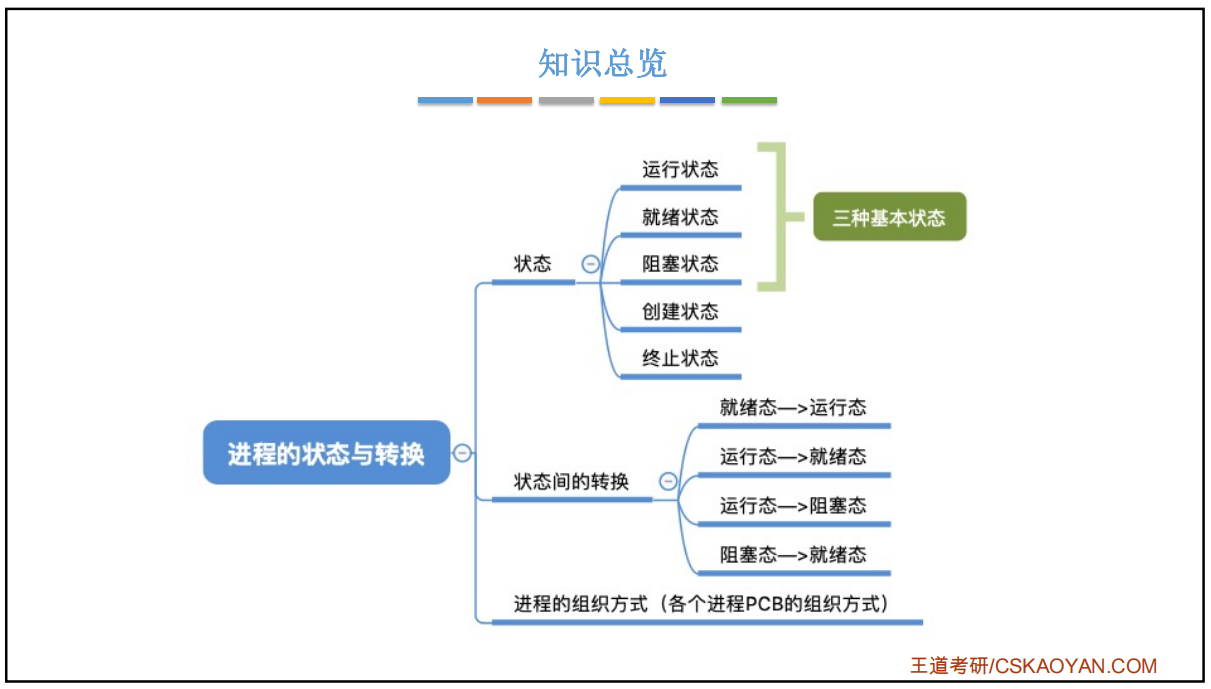 知识总览
运行状态
就绪状态
三种基本状态
状态
阻塞状态
创建状态
终止状态
进程的状态与转换
就绪态—>运行态
运行态—>就绪态
状态间的转换
运行态—>阻塞态
阻塞态—>就绪态
进程的组织方式（各个进程PCB的组织方式）
王道考研/CSKAOYAN.COM